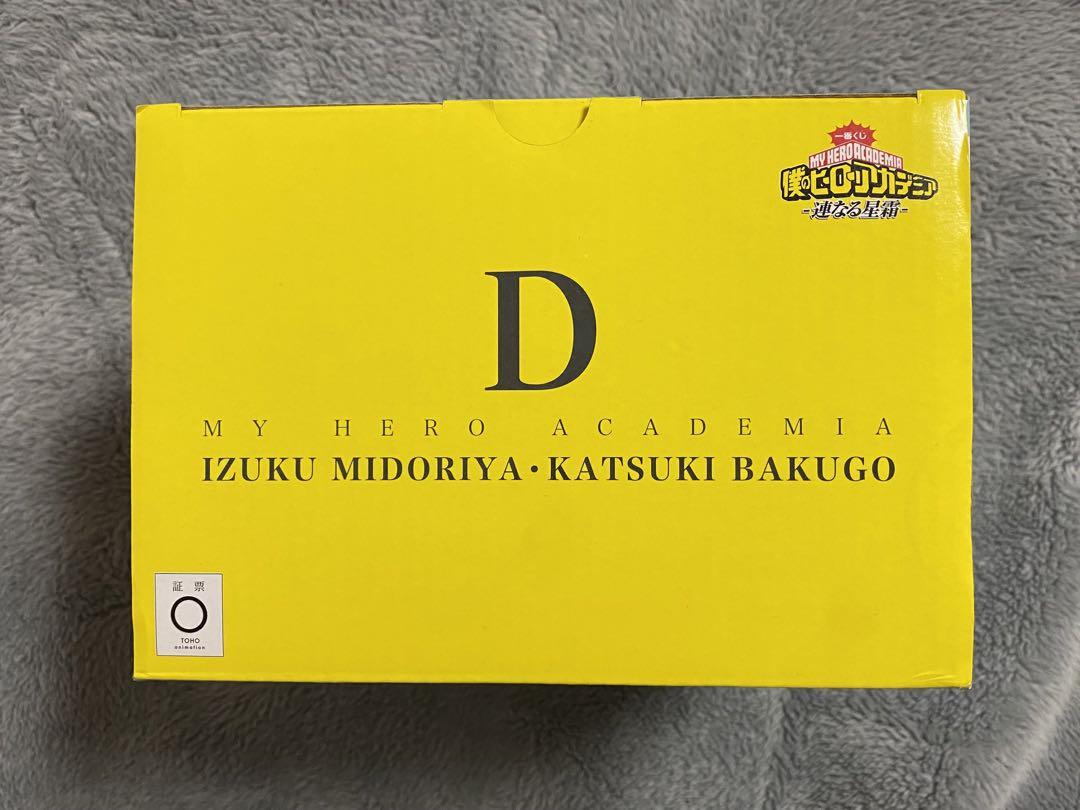 一番くじ
MY HERO ACADEMIA
僕のヒーローアカデミア
-連なる星霜-
D
MY HERO ACADEMIA
IZUKU MIDORIYA・KATSUKI BAKUGO
証 票
TOHO
animation